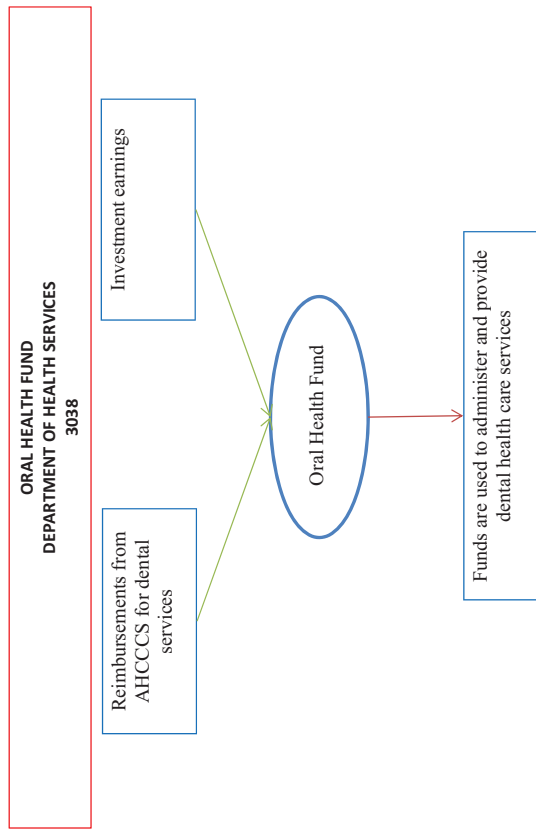 ORAL HEALTH FUND
DEPARTMENT OF HEALTH SERVICES
3038
Reimbursements from
AHCCCS for dental
services
Investment earnings
Oral Health Fund
Funds are used to administer and provide
dental health care services